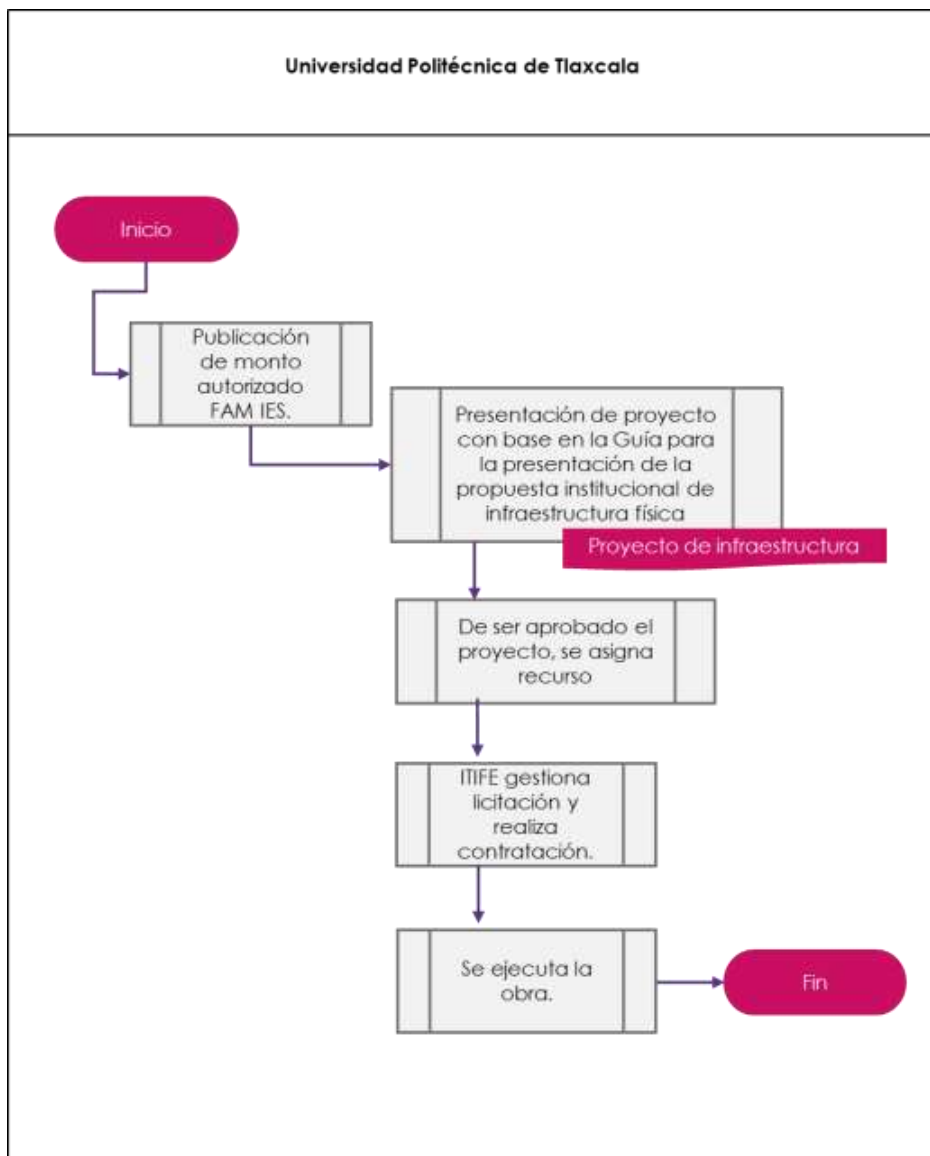 Universidad Politécnica de Tlaxcala
Inicio
Publicación
de monto
autorizado
FAM IES.
Presentación de proyecto
con base en la Guía para
la presentación de la
propuesta institucional de
infraestructura física
Proyecto de infraestructura
De ser aprobado el
proyecto, se asigna
recurso
ITIFE gestiona
licitación y
realiza
contratación.
Se ejecuta la
obra.
Fin